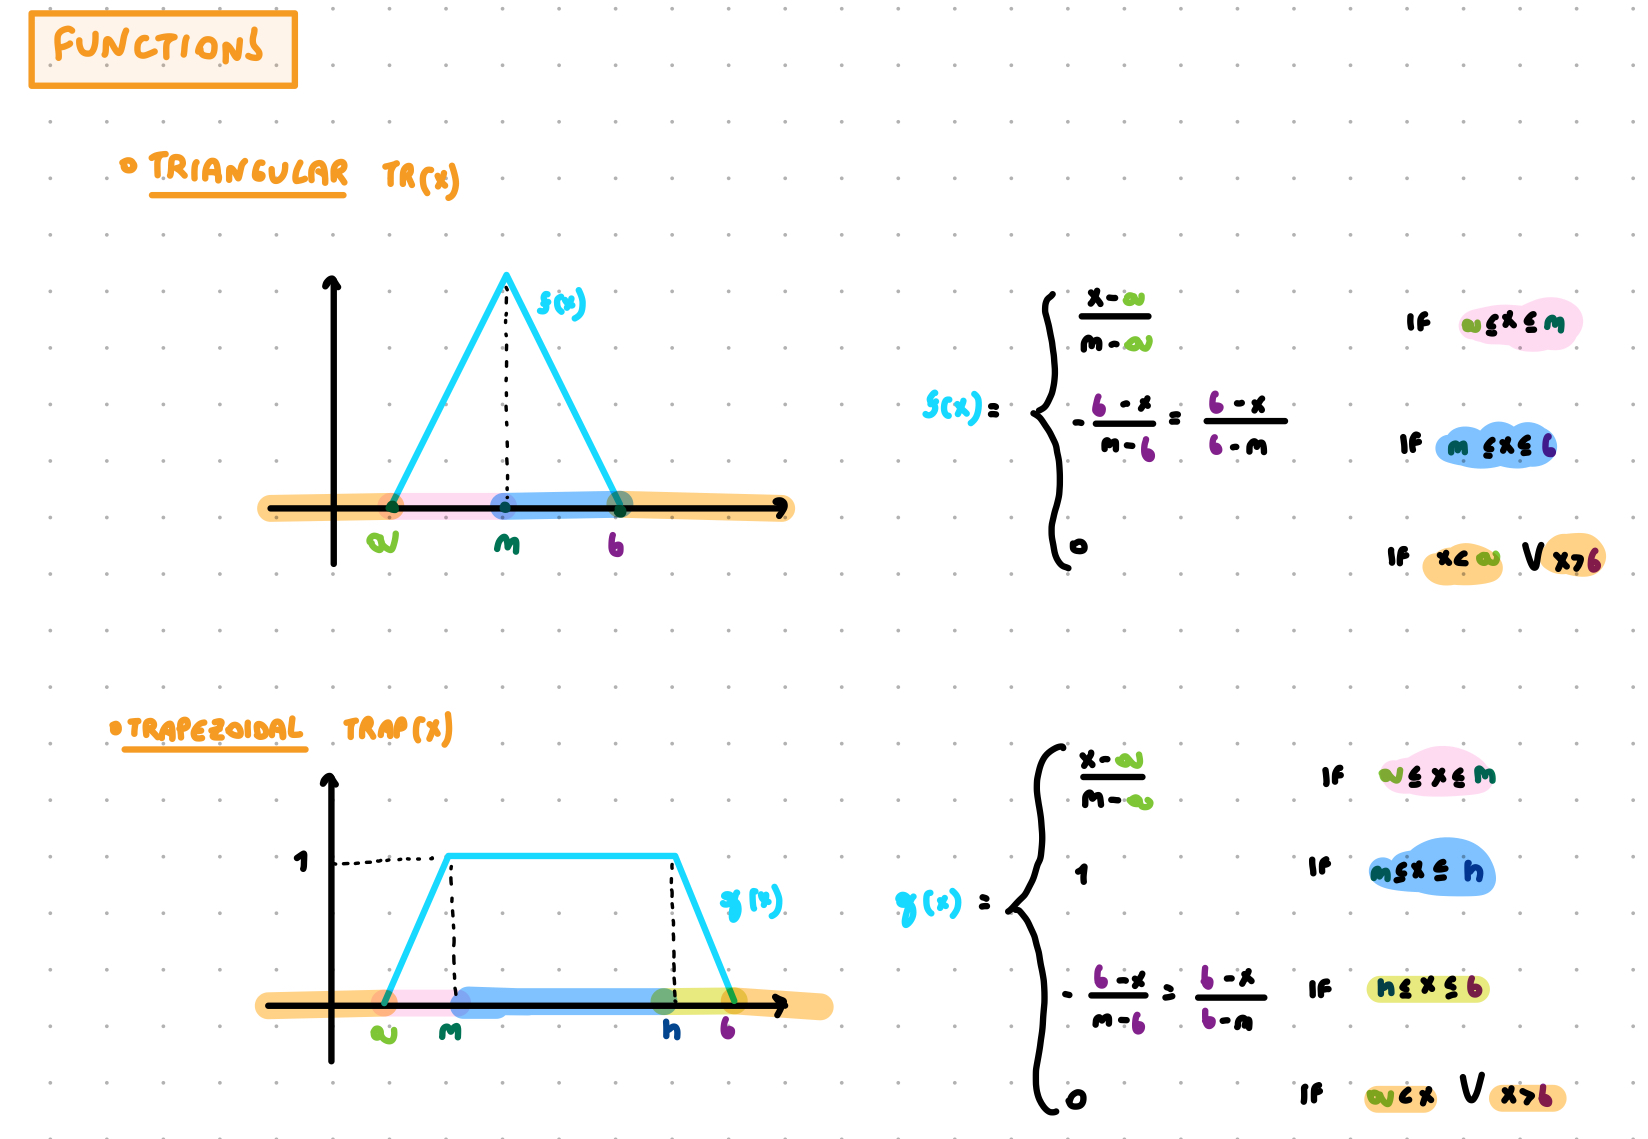 FUNCTIONS
• TRIANGULAR TR(x)
f(x)
a m b
f(x) =
x - a / m - a IF a ≤ x ≤ m
- b - x / m - b = b - x / b - m IF m ≤ x ≤ b
0 IF x < a V x > b
• TRAPEZOIDAL TRAP(x)
1
g(x)
a m n b
g(x) =
x - a / m - a IF a ≤ x ≤ m
1 IF m ≤ x ≤ n
- b - x / m - b = b - x / b - m IF n ≤ x ≤ b
0 IF a < x V x > b